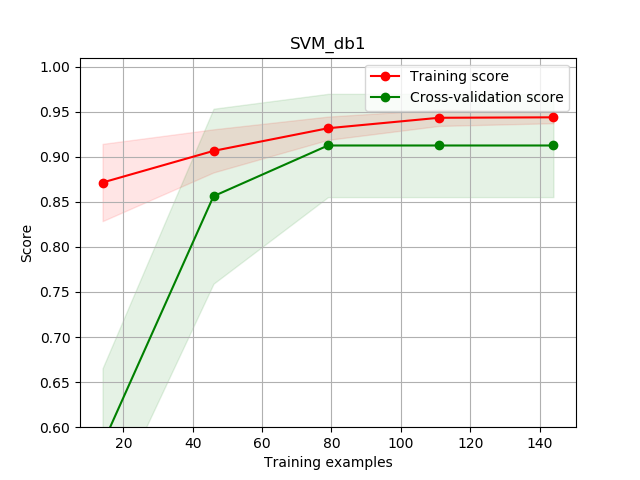 SVM_db1
Training score
Cross-validation score
Score
1.00
0.95
0.90
0.85
0.80
0.75
0.70
0.65
0.60
20 40 60 80 100 120 140
Training examples